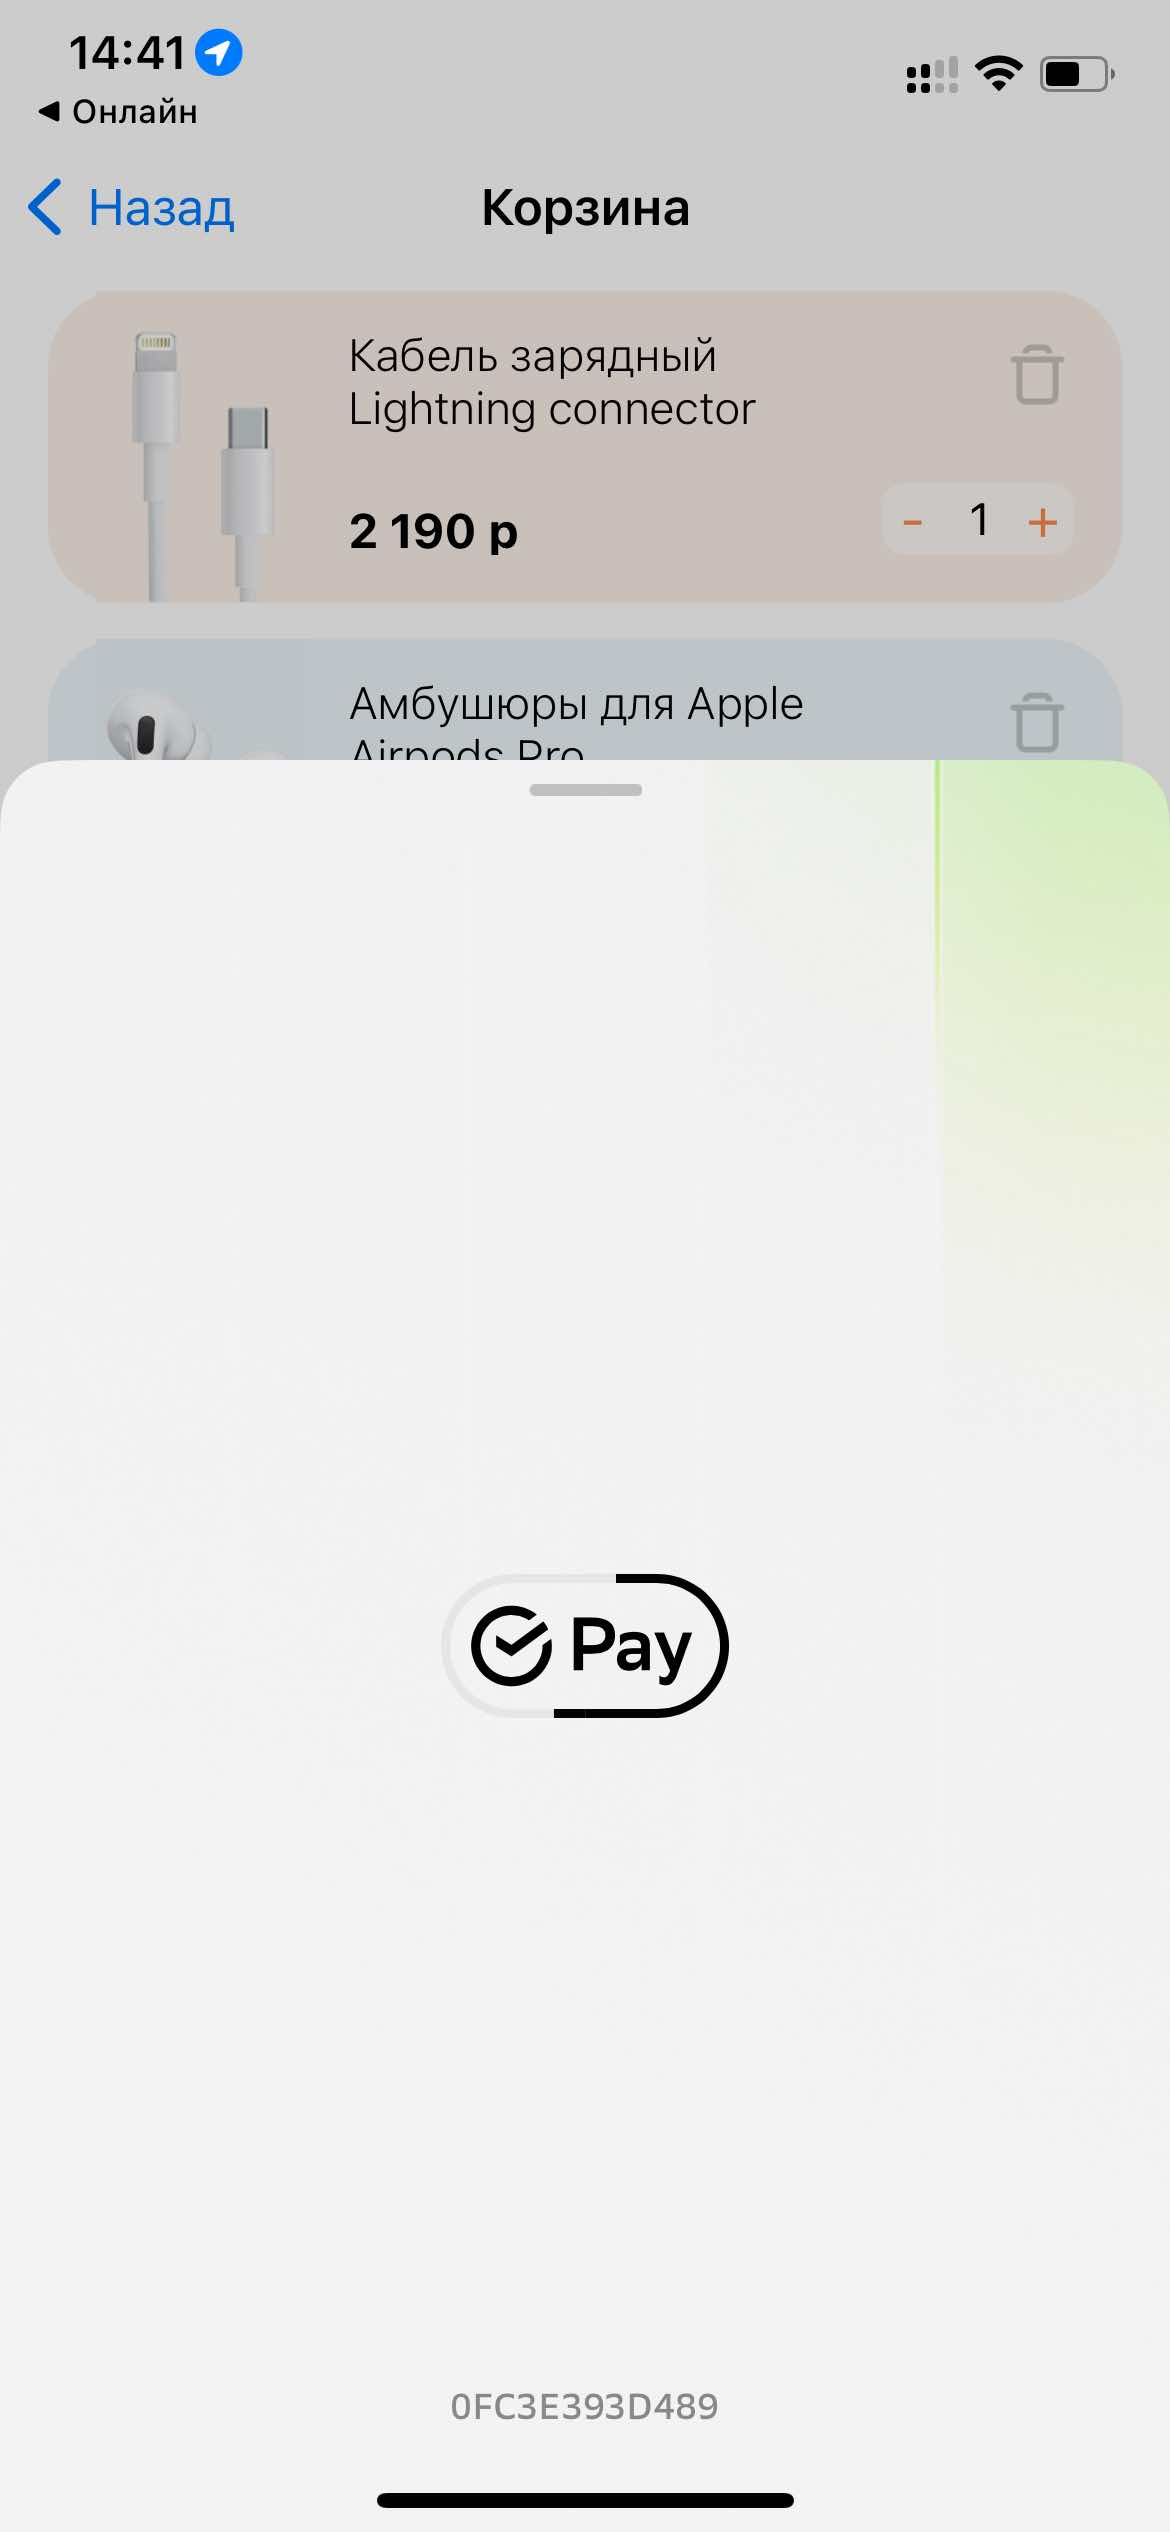 14:41
Онлайн
Назад
Корзина
Кабель зарядный
Lightning connector
2 190 р
- 1 +
Амбушюры для Apple
Airpods Pro
Pay
0FC3E393D489